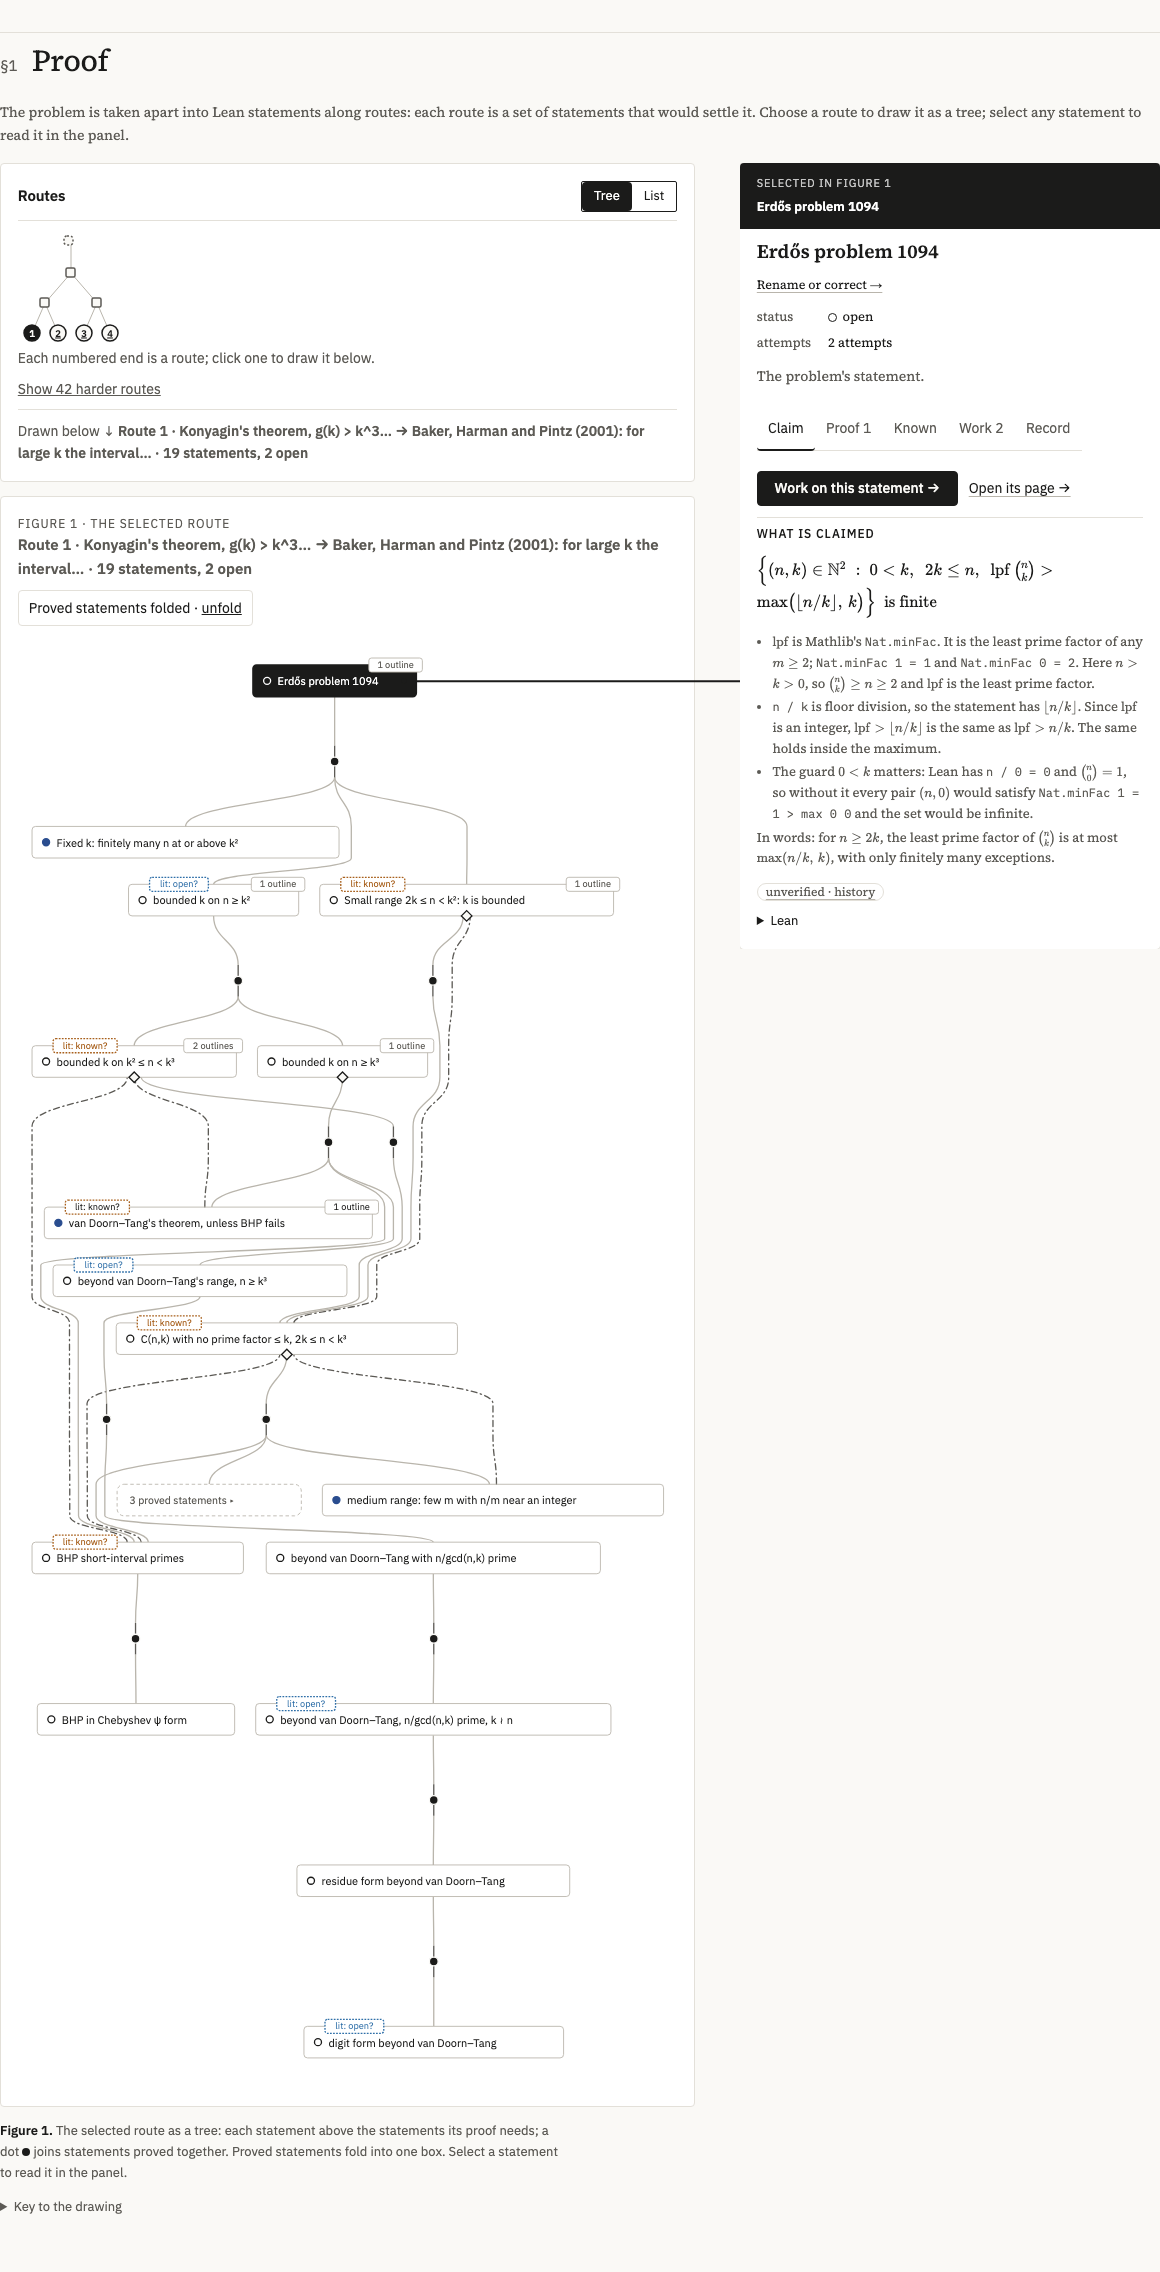 §1 Proof
The problem is taken apart into Lean statements along routes: each route is a set of statements that would settle it. Choose a route to draw it as a tree; select any statement to
read it in the panel.
Routes
Tree List
1 2 3 4
Each numbered end is a route; click one to draw it below.
Show 42 harder routes
Drawn below ↓ Route 1 · Konyagin's theorem, g(k) > k^3... → Baker, Harman and Pintz (2001): for
large k the interval... · 19 statements, 2 open
FIGURE 1 · THE SELECTED ROUTE
Route 1 · Konyagin's theorem, g(k) > k^3... → Baker, Harman and Pintz (2001): for large k the
interval... · 19 statements, 2 open
Proved statements folded · unfold
1 outline
Erdős problem 1094
Fixed k: finitely many n at or above k²
lit: open? 1 outline
bounded k on n ≥ k²
lit: known? 1 outline
Small range 2k ≤ n < k²: k is bounded
lit: known? 2 outlines
bounded k on k² ≤ n < k³
1 outline
bounded k on n ≥ k³
lit: known? 1 outline
van Doorn–Tang's theorem, unless BHP fails
lit: open?
beyond van Doorn–Tang's range, n ≥ k³
lit: known?
C(n,k) with no prime factor ≤ k, 2k ≤ n < k³
3 proved statements ▸
medium range: few m with n/m near an integer
lit: known?
BHP short-interval primes
beyond van Doorn–Tang with n/gcd(n,k) prime
BHP in Chebyshev ψ form
lit: open?
beyond van Doorn–Tang, n/gcd(n,k) prime, k ∤ n
residue form beyond van Doorn–Tang
lit: open?
digit form beyond van Doorn–Tang
Figure 1. The selected route as a tree: each statement above the statements its proof needs; a
dot ● joins statements proved together. Proved statements fold into one box. Select a statement
to read it in the panel.
▶ Key to the drawing
SELECTED IN FIGURE 1
Erdős problem 1094
Erdős problem 1094
Rename or correct →
status open
attempts 2 attempts
The problem's statement.
Claim Proof 1 Known Work 2 Record
Work on this statement → Open its page →
WHAT IS CLAIMED
{(n, k) ∈ ℕ² : 0 < k, 2k ≤ n, lpf (n k) >
max(⌊n/k⌋, k)} is finite
• lpf is Mathlib's Nat.minFac. It is the least prime factor of any
m ≥ 2; Nat.minFac 1 = 1 and Nat.minFac 0 = 2. Here n >
k > 0, so (n k) ≥ n ≥ 2 and lpf is the least prime factor.
• n / k is floor division, so the statement has ⌊n/k⌋. Since lpf
is an integer, lpf > ⌊n/k⌋ is the same as lpf > n/k. The same
holds inside the maximum.
• The guard 0 < k matters: Lean has n / 0 = 0 and (n 0) = 1,
so without it every pair (n, 0) would satisfy Nat.minFac 1 =
1 > max 0 0 and the set would be infinite.
In words: for n ≥ 2k, the least prime factor of (n k) is at most
max(n/k, k), with only finitely many exceptions.
unverified · history
▶ Lean